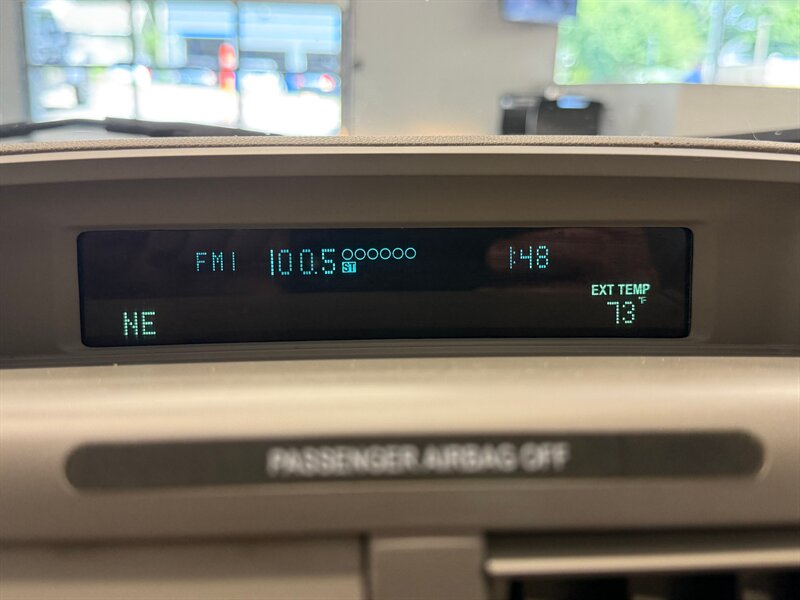 FM1 100.5 ST 1:48
EXT TEMP
NE 73°F
PASSENGER AIRBAG OFF